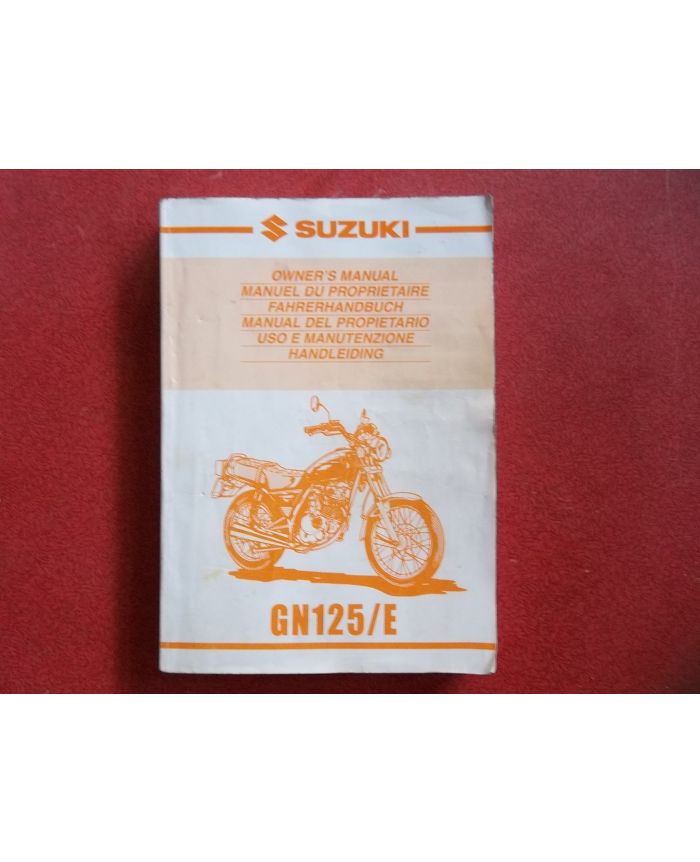 SUZUKI
OWNER'S MANUAL
MANUEL DU PROPRIETAIRE
FAHRERHANDBUCH
MANUAL DEL PROPIETARIO
USO E MANUTENZIONE
HANDLEIDING
GN125/E